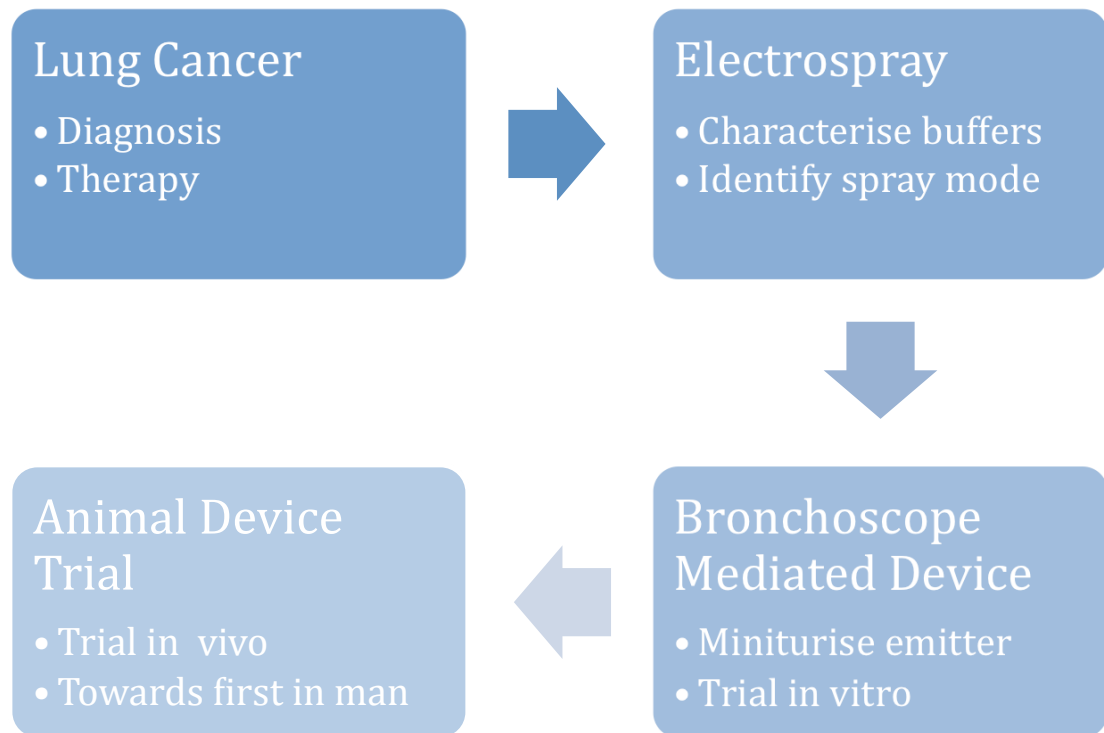 Lung Cancer
• Diagnosis
• Therapy
Electrospray
• Characterise buffers
• Identify spray mode
Bronchoscope
Mediated Device
• Miniturise emitter
• Trial in vitro
Animal Device
Trial
• Trial in  vivo
• Towards first in man